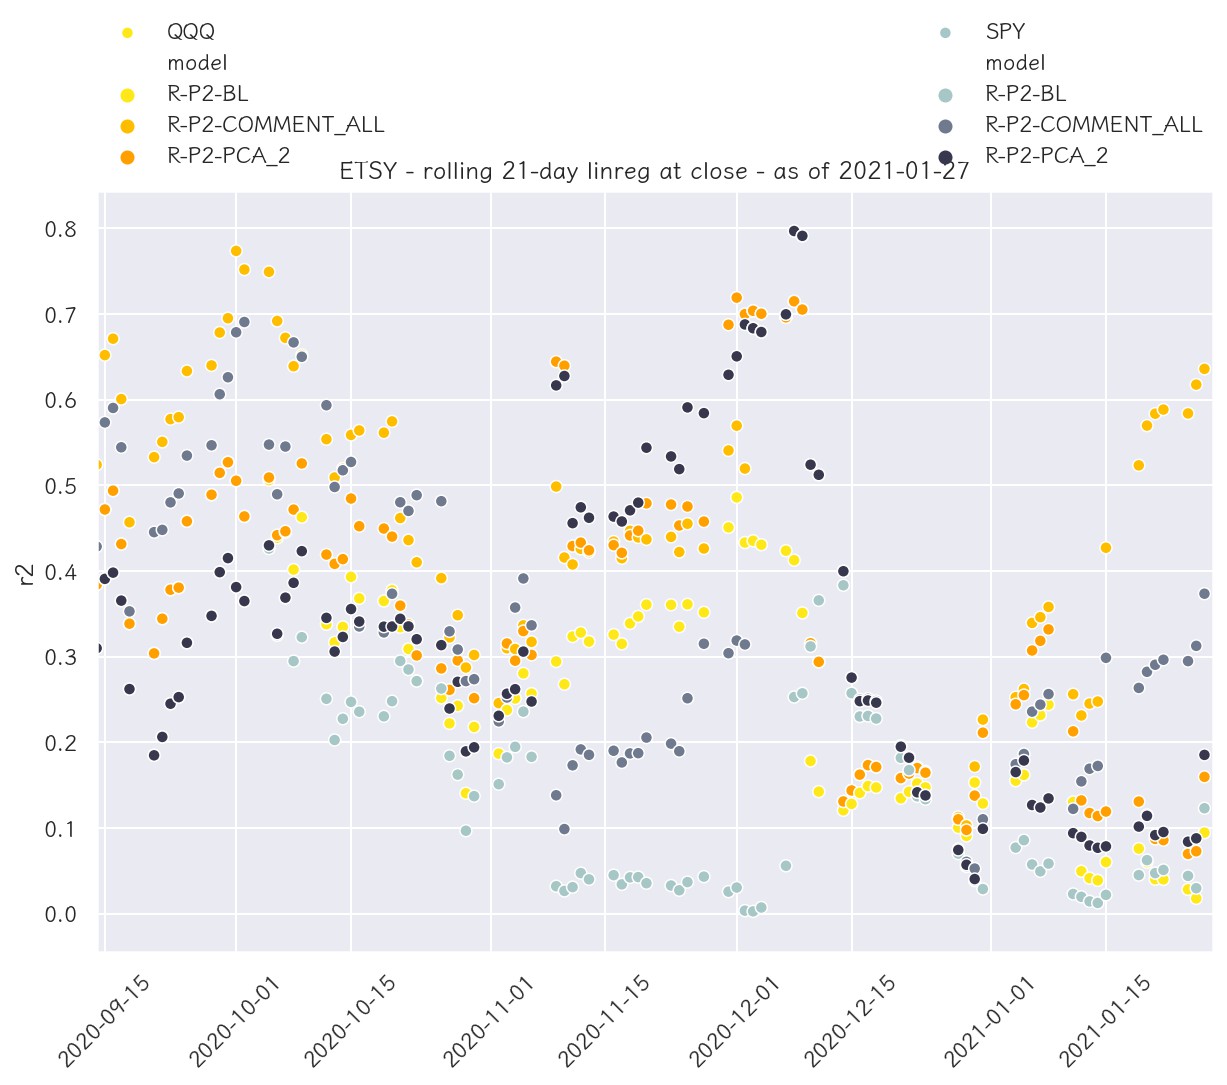 QQQ
model
R-P2-BL
R-P2-COMMENT_ALL
R-P2-PCA_2
SPY
model
R-P2-BL
R-P2-COMMENT_ALL
R-P2-PCA_2
ETSY - rolling 21-day linreg at close - as of 2021-01-27
0.8
0.7
0.6
0.5
0.4
0.3
0.2
0.1
0.0
r2
2020-09-15
2020-10-01
2020-10-15
2020-11-01
2020-11-15
2020-12-01
2020-12-15
2021-01-01
2021-01-15